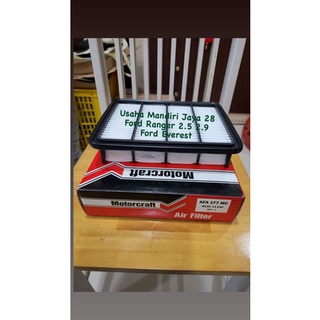 Usaha Mandiri Jaya 28
Ford Ranger 2.5 2.9
Ford Everest
Motorcraft
Motorcraft
Air Filter
AFA 177 MC